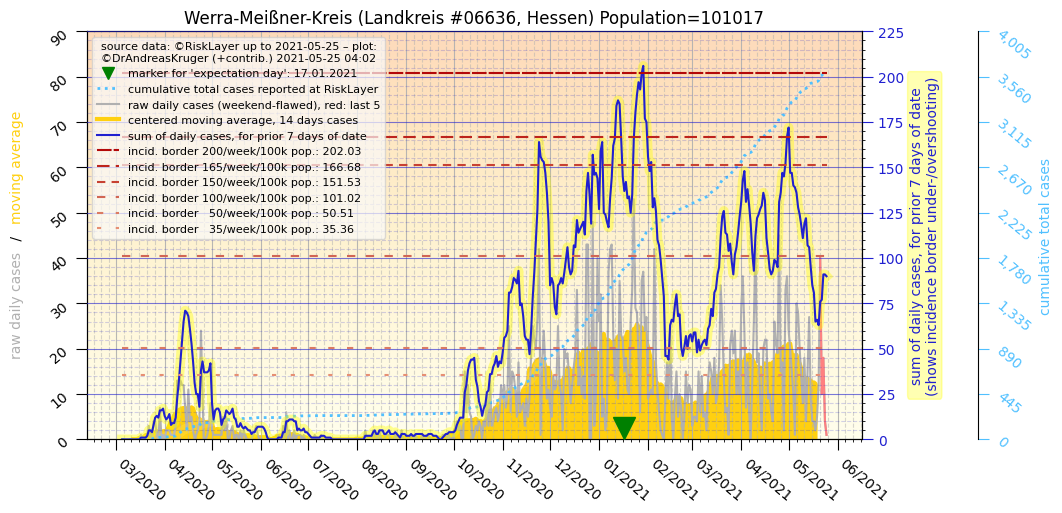 Werra-Meißner-Kreis (Landkreis #06636, Hessen) Population=101017
source data: ©RiskLayer up to 2021-05-25 – plot:
©DrAndreasKruger (+contrib.) 2021-05-25 04:02
marker for 'expectation day': 17.01.2021
cumulative total cases reported at RiskLayer
raw daily cases (weekend-flawed), red: last 5
centered moving average, 14 days cases
sum of daily cases, for prior 7 days of date
incid. border 200/week/100k pop.: 202.03
incid. border 165/week/100k pop.: 166.68
incid. border 150/week/100k pop.: 151.53
incid. border 100/week/100k pop.: 101.02
incid. border   50/week/100k pop.: 50.51
incid. border   35/week/100k pop.: 35.36
raw daily cases / moving average
90
80
70
60
50
40
30
20
10
0
03/2020
04/2020
05/2020
06/2020
07/2020
08/2020
09/2020
10/2020
11/2020
12/2020
01/2021
02/2021
03/2021
04/2021
05/2021
06/2021
225
200
175
150
125
100
75
50
25
0
sum of daily cases, for prior 7 days of date
(shows incidence border under-/overshooting)
4,005
3,560
3,115
2,670
2,225
1,780
1,335
890
445
0
cumulative total cases